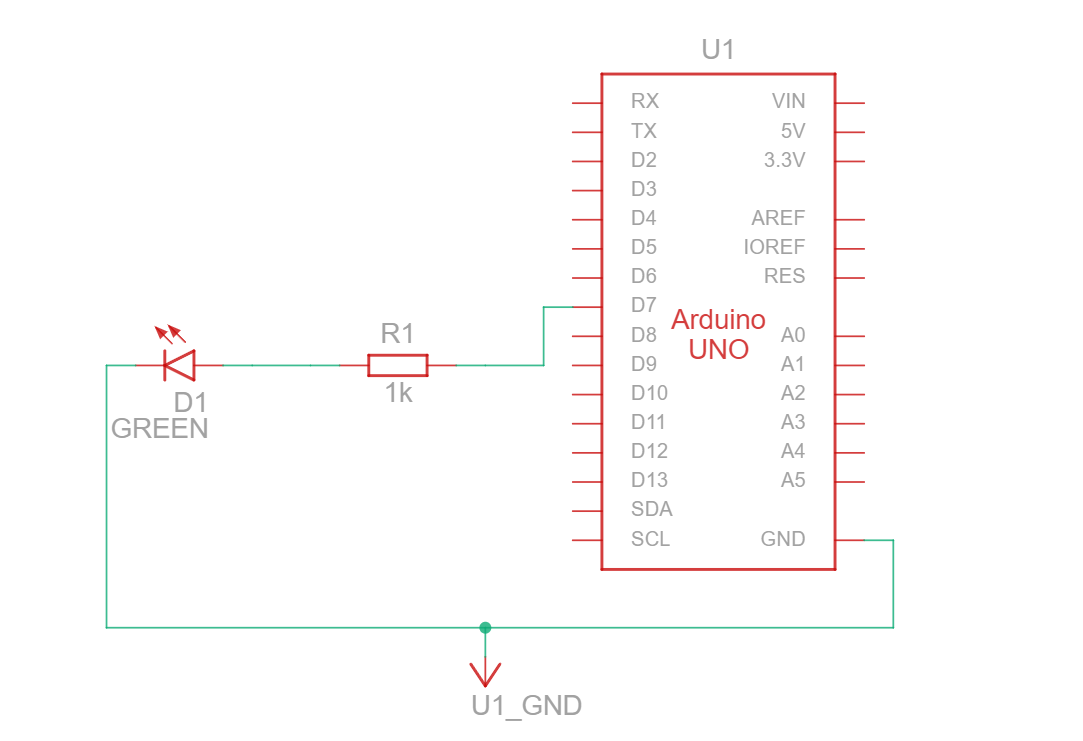 U1
RX
VIN
TX
5V
D2
3.3V
D3
D4
AREF
D5
IOREF
D6
RES
D7
Arduino
UNO
D8
A0
D9
A1
D10
A2
D11
A3
D12
A4
D13
A5
SDA
SCL
GND
R1
1k
D1
GREEN
U1_GND